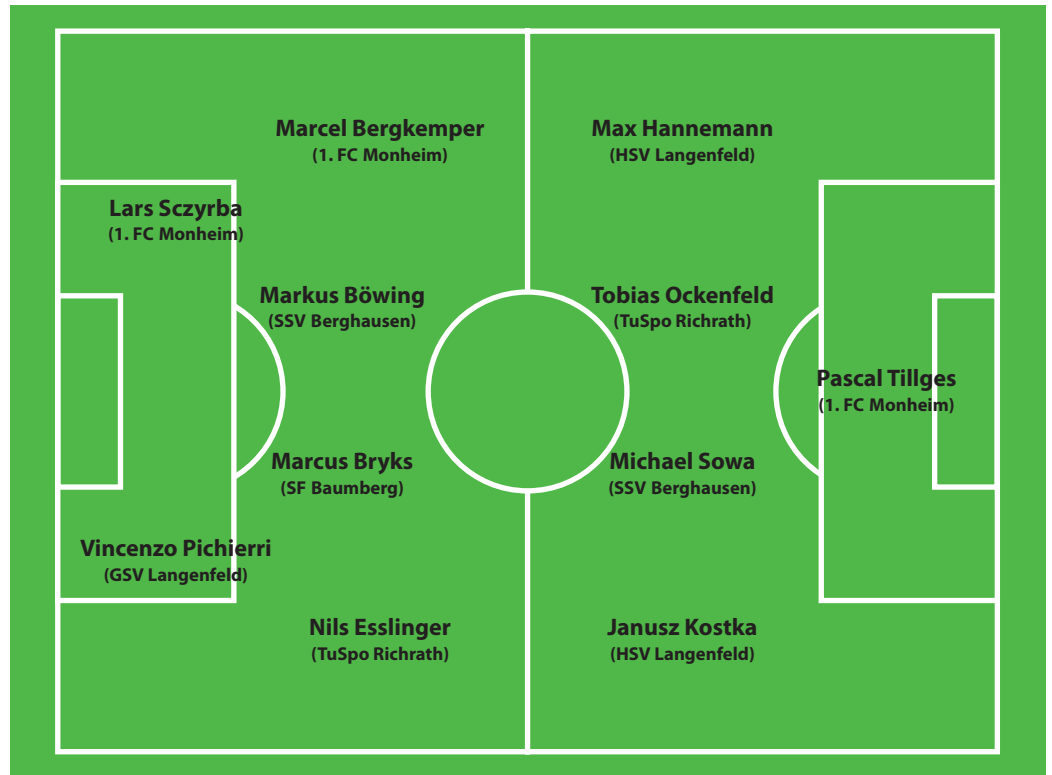 Marcel Bergkemper
(1. FC Monheim)
Max Hannemann
(HSV Langenfeld)
Lars Sczyrba
(1. FC Monheim)
Markus Böwing
(SSV Berghausen)
Tobias Ockenfeld
(TuSpo Richrath)
Pascal Tillges
(1. FC Monheim)
Marcus Bryks
(SF Baumberg)
Michael Sowa
(SSV Berghausen)
Vincenzo Pichierri
(GSV Langenfeld)
Nils Esslinger
(TuSpo Richrath)
Janusz Kostka
(HSV Langenfeld)